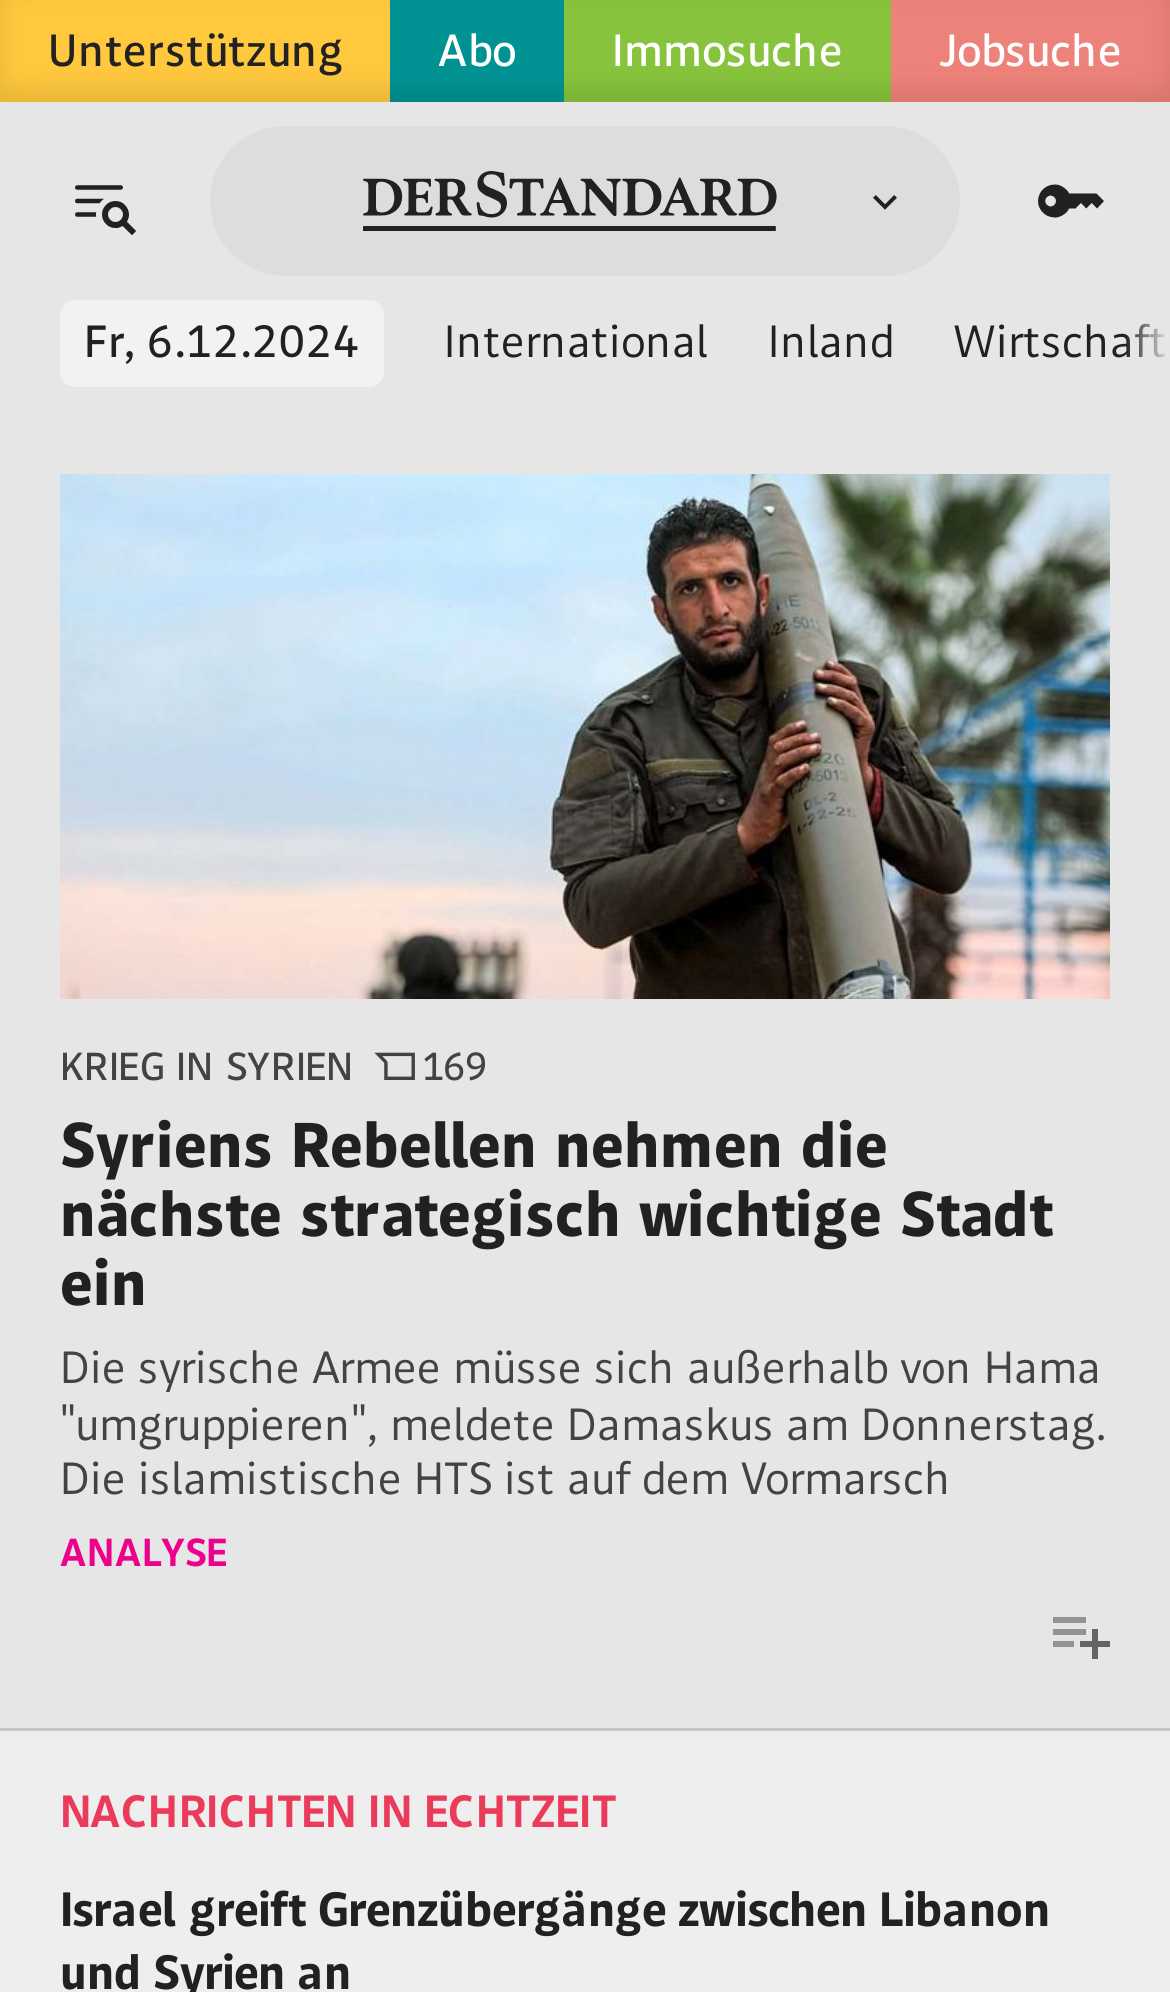 Unterstützung
Abo
Immosuche
Jobsuche
DERSTANDARD
Fr, 6.12.2024
International
Inland
Wirtschaft
KRIEG IN SYRIEN 169
Syriens Rebellen nehmen die
nächste strategisch wichtige Stadt
ein
Die syrische Armee müsse sich außerhalb von Hama
"umgruppieren", meldete Damaskus am Donnerstag.
Die islamistische HTS ist auf dem Vormarsch
ANALYSE
NACHRICHTEN IN ECHTZEIT
Israel greift Grenzübergänge zwischen Libanon
und Syrien an